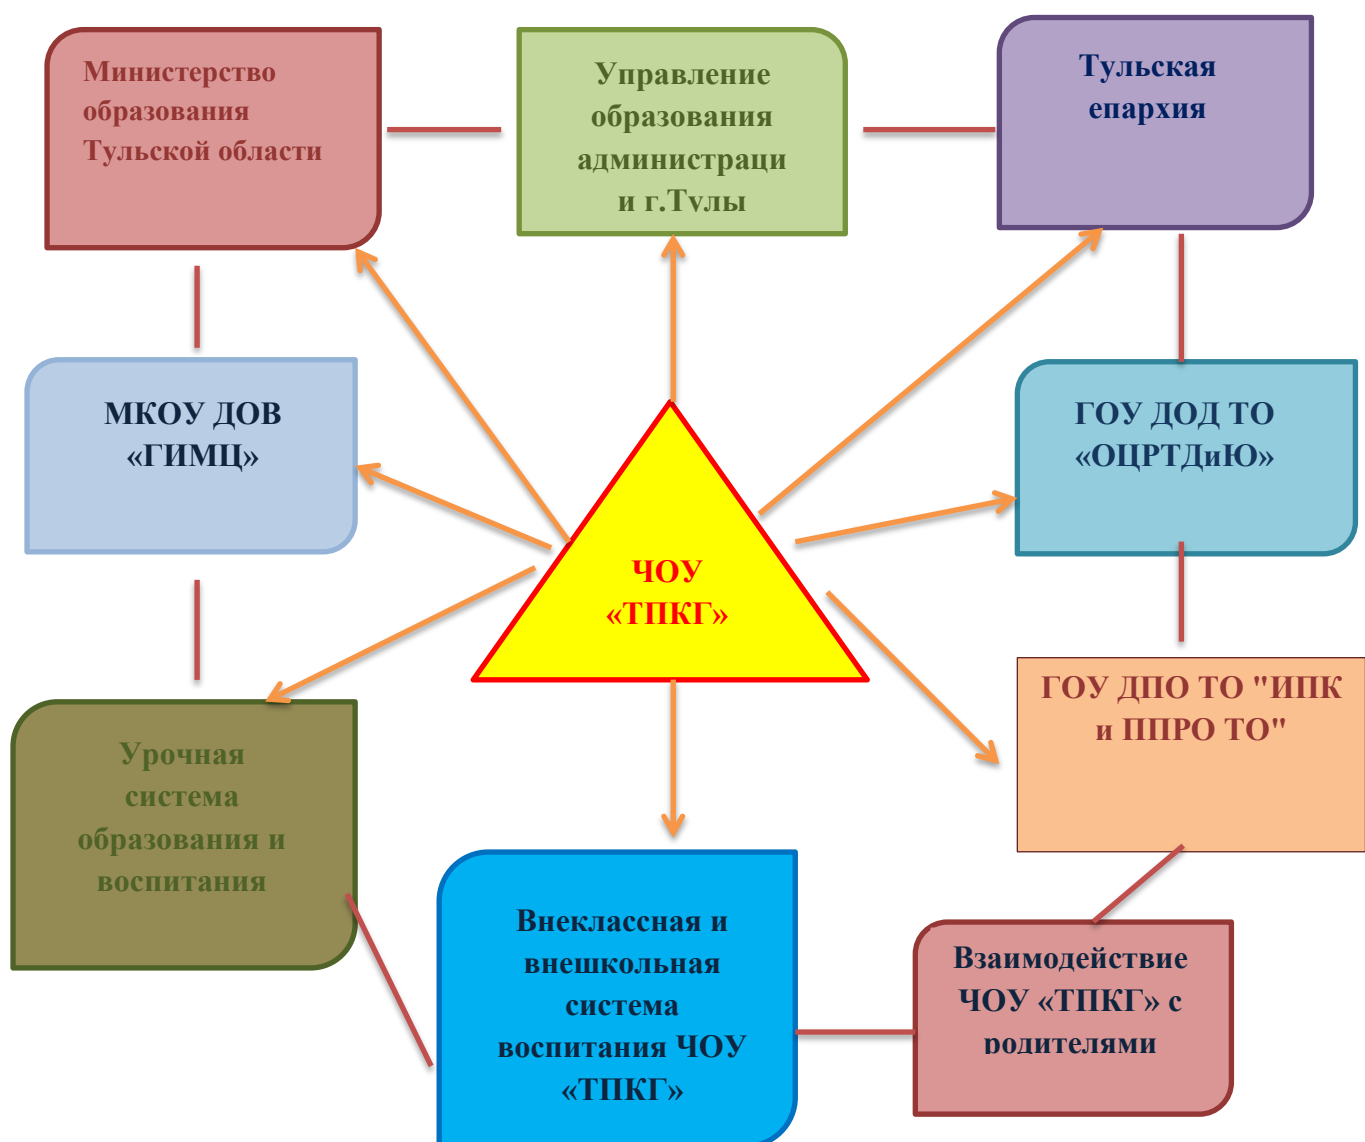 Министерство
образования
Тульской области
Управление
образования
администраци
и г.Тулы
Тульская
епархия
МКОУ ДОВ
«ГИМЦ»
ГОУ ДОД ТО
«ОЦРТДиЮ»
ЧОУ
«ТПКГ»
ГОУ ДПО ТО "ИПК
и ППРО ТО"
Урочная
система
образования и
воспитания
Внеклассная и
внешкольная
система
воспитания ЧОУ
«ТПКГ»
Взаимодействие
ЧОУ «ТПКГ» с
родителями